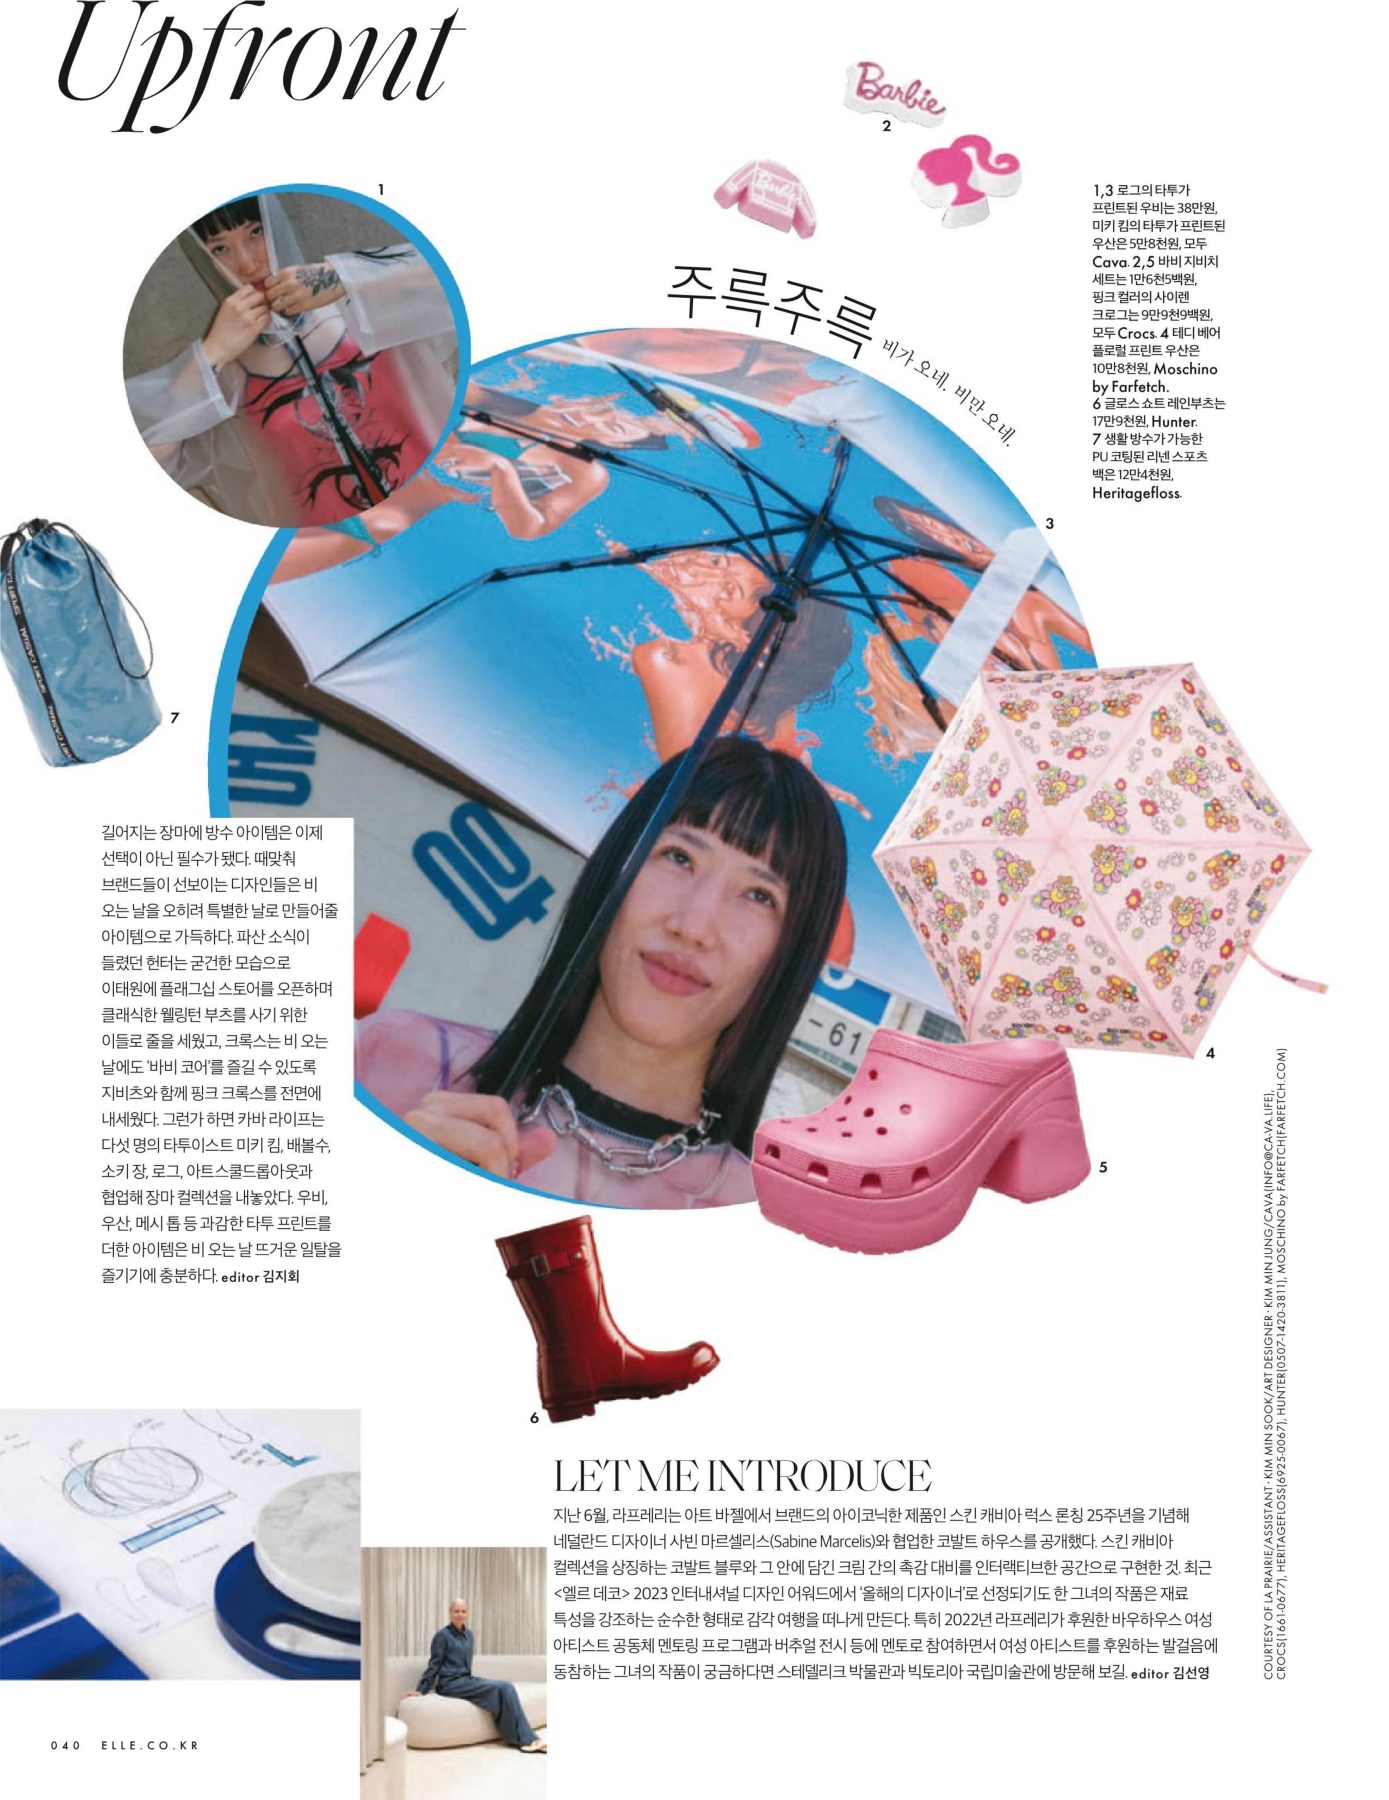 Upfront
Barbie
2
1
Barbie
1,3 로그의 타투가
프린트된 우비는 38만원,
미키 킴의 타투가 프린트된
우산은 5만8천원, 모두
Cava. 2,5 바비 지비치
세트는 1만6천5백원,
핑크 컬러의 사이렌
크로그는 9만9천9백원,
모두 Crocs. 4 테디 베어
플로럴 프린트 우산은
10만8천원, Moschino
by Farfetch.
6 글로스 쇼트 레인부츠는
17만9천원, Hunter.
7 생활 방수가 가능한
PU 코팅된 리넨 스포츠
백은 12만4천원,
Heritagefloss.
주륵주륵
비가 오네. 비만 오네.
3
SPORT CASUAL
7
길어지는 장마에 방수 아이템은 이제
선택이 아닌 필수가 됐다. 때맞춰
브랜드들이 선보이는 디자인들은 비
오는 날을 오히려 특별한 날로 만들어줄
아이템으로 가득하다. 파산 소식이
들렸던 헌터는 굳건한 모습으로
이태원에 플래그십 스토어를 오픈하며
클래식한 웰링턴 부츠를 사기 위한
이들로 줄을 세웠고, 크록스는 비 오는
날에도 ‘바비 코어’를 즐길 수 있도록
지비츠와 함께 핑크 크록스를 전면에
내세웠다. 그런가 하면 카바 라이프는
다섯 명의 타투이스트 미키 킴, 배볼수,
소키 장, 로그, 아트스쿨드롭아웃과
협업해 장마 컬렉션을 내놓았다. 우비,
우산, 메시 톱 등 과감한 타투 프린트를
더한 아이템은 비 오는 날 뜨거운 일탈을
즐기기에 충분하다. editor 김지회
- 61
4
5
6
LET ME INTRODUCE
지난 6월, 라프레리는 아트 바젤에서 브랜드의 아이코닉한 제품인 스킨 캐비아 럭스 론칭 25주년을 기념해
네덜란드 디자이너 사빈 마르셀리스(Sabine Marcelis)와 협업한 코발트 하우스를 공개했다. 스킨 캐비아
컬렉션을 상징하는 코발트 블루와 그 안에 담긴 크림 간의 촉감 대비를 인터랙티브한 공간으로 구현한 것. 최근
<엘르 데코> 2023 인터내셔널 디자인 어워드에서 ‘올해의 디자이너’로 선정되기도 한 그녀의 작품은 재료
특성을 강조하는 순수한 형태로 감각 여행을 떠나게 만든다. 특히 2022년 라프레리가 후원한 바우하우스 여성
아티스트 공동체 멘토링 프로그램과 버추얼 전시 등에 멘토로 참여하면서 여성 아티스트를 후원하는 발걸음에
동참하는 그녀의 작품이 궁금하다면 스테델리크 박물관과 빅토리아 국립미술관에 방문해 보길. editor 김선영
COURTESY OF LA PRAIRIE/ASSISTANT · KIM MIN SOOK/ART DESIGNER · KIM MIN JUNG/CAVA(INFO@CA-VA.LIFE),
CROCS(1661-0677), HERITAGEFLOSS(6925-0067), HUNTER(0507-1420-3811), MOSCHINO by FARFETCH(FARFETCH.COM)
040 ELLE.CO.KR